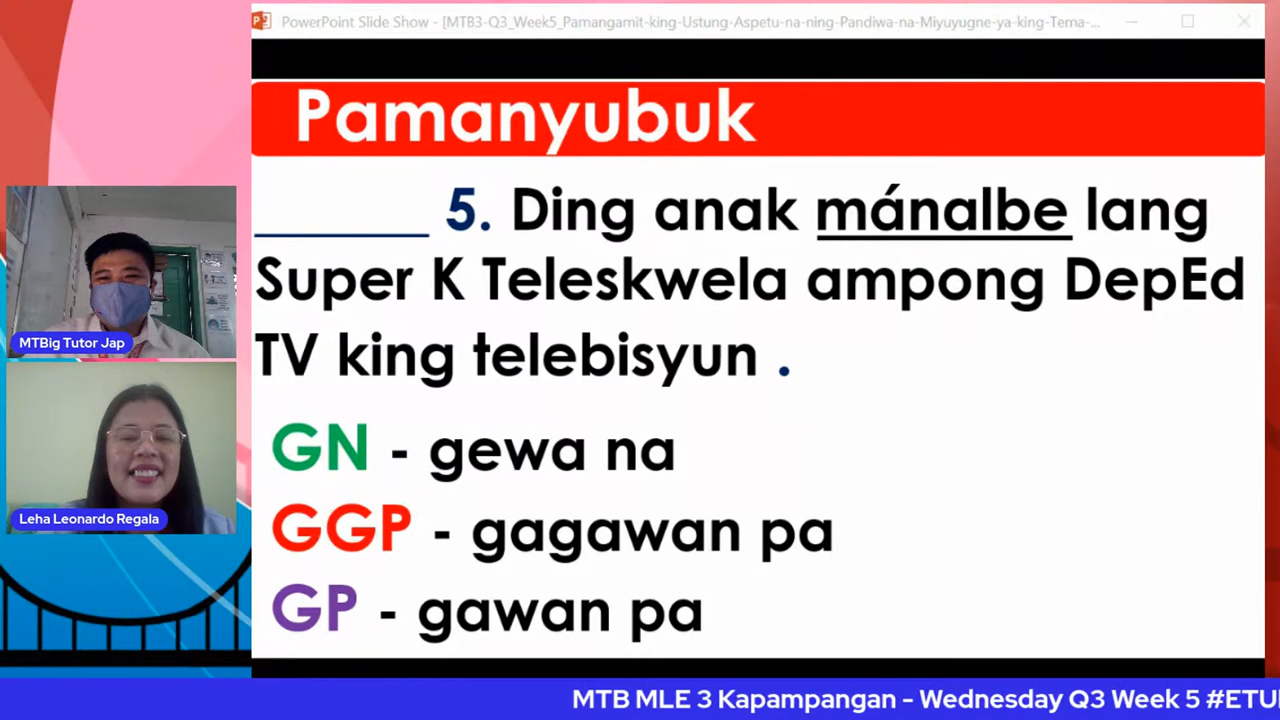 PowerPoint Slide Show - [MTB3-Q3_Week5_Pamangamit-king-Ustung-Aspetu-na-ning-Pandiwa-na-Miyuyagne-ya-king-Tema-...
Pamanyubuk
______ 5. Ding anak mánalbe lang
Super K Teleskwela ampong DepEd
TV king telebisyun .
GN - gewa na
GGP - gagawan pa
GP - gawan pa
MTBig Tutor Jap
Leha Leonardo Regala
MTB MLE 3 Kapampangan - Wednesday Q3 Week 5 #ETU